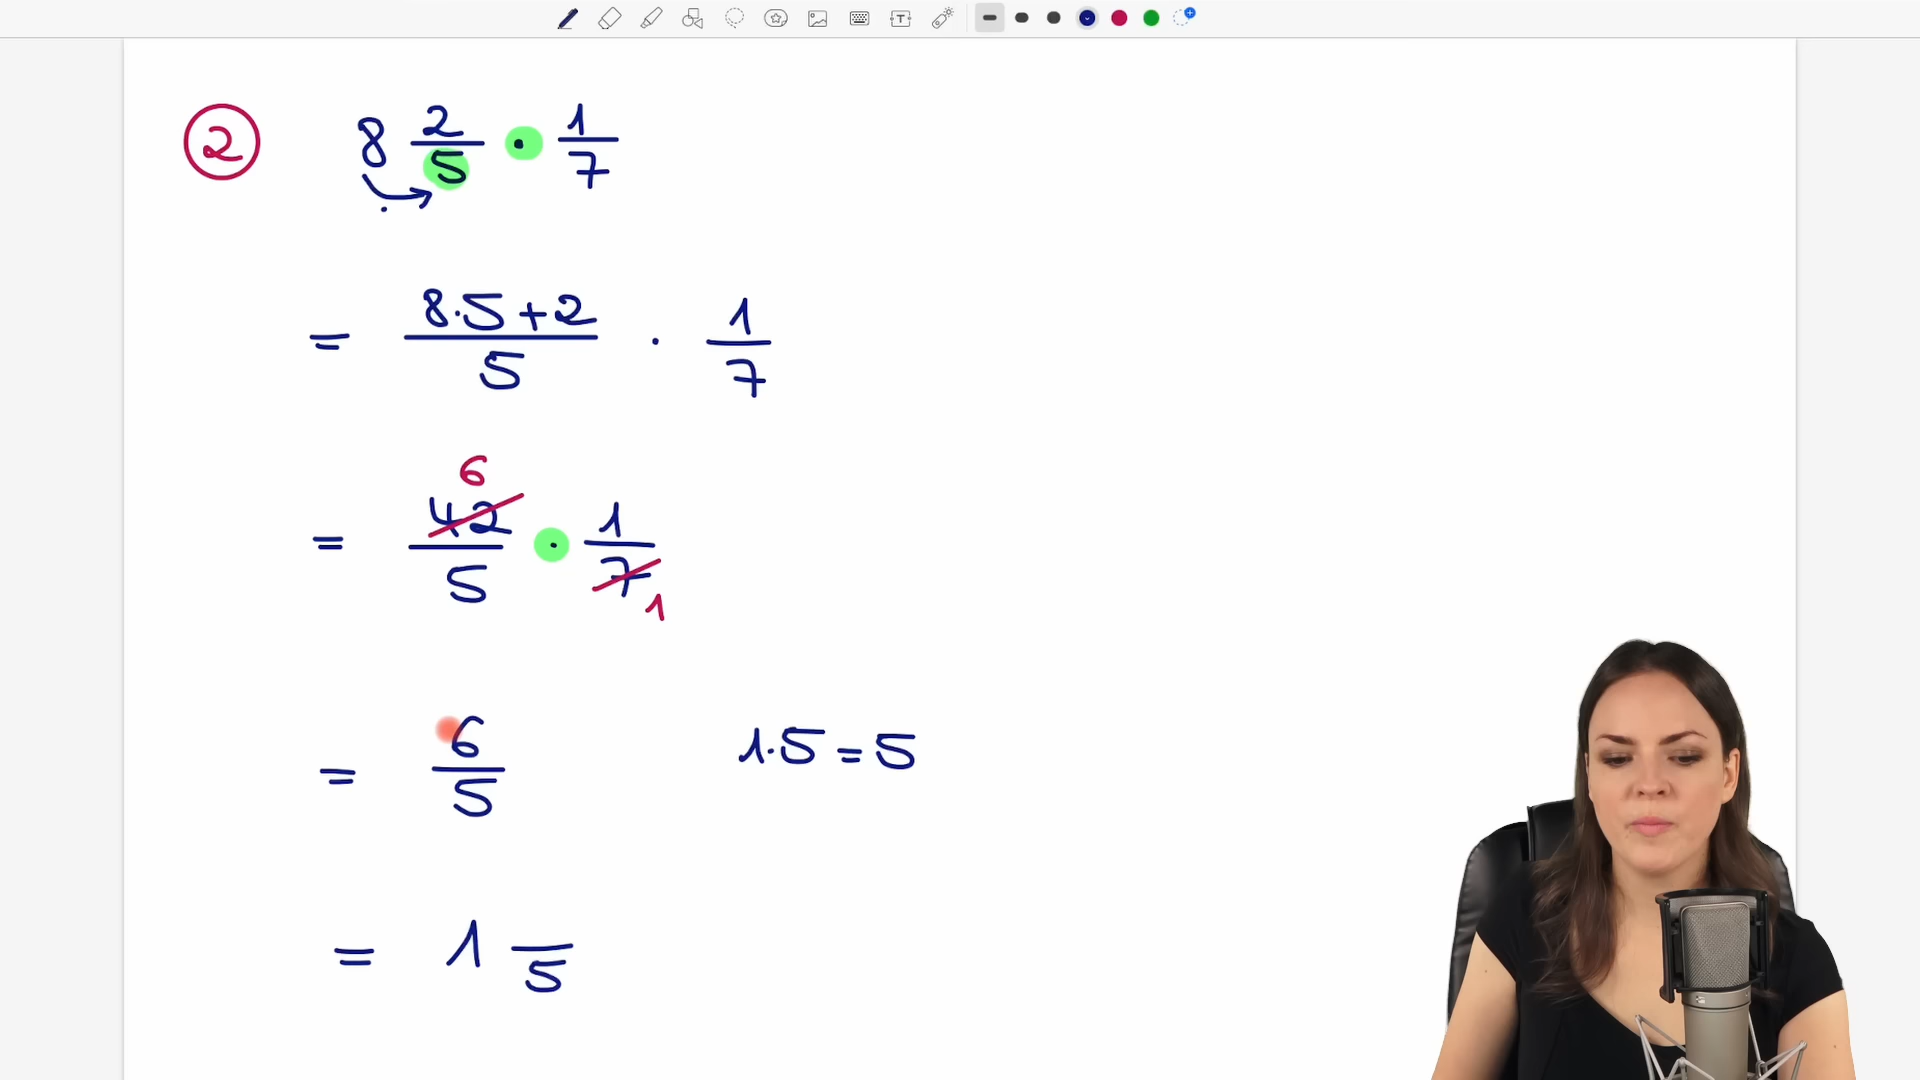 ② 8 2/5 · 1/7
= 8·5+2/5 · 1/7
6
= 42/5 · 1/7
1
= 6/5 1·5=5
= 1 /5